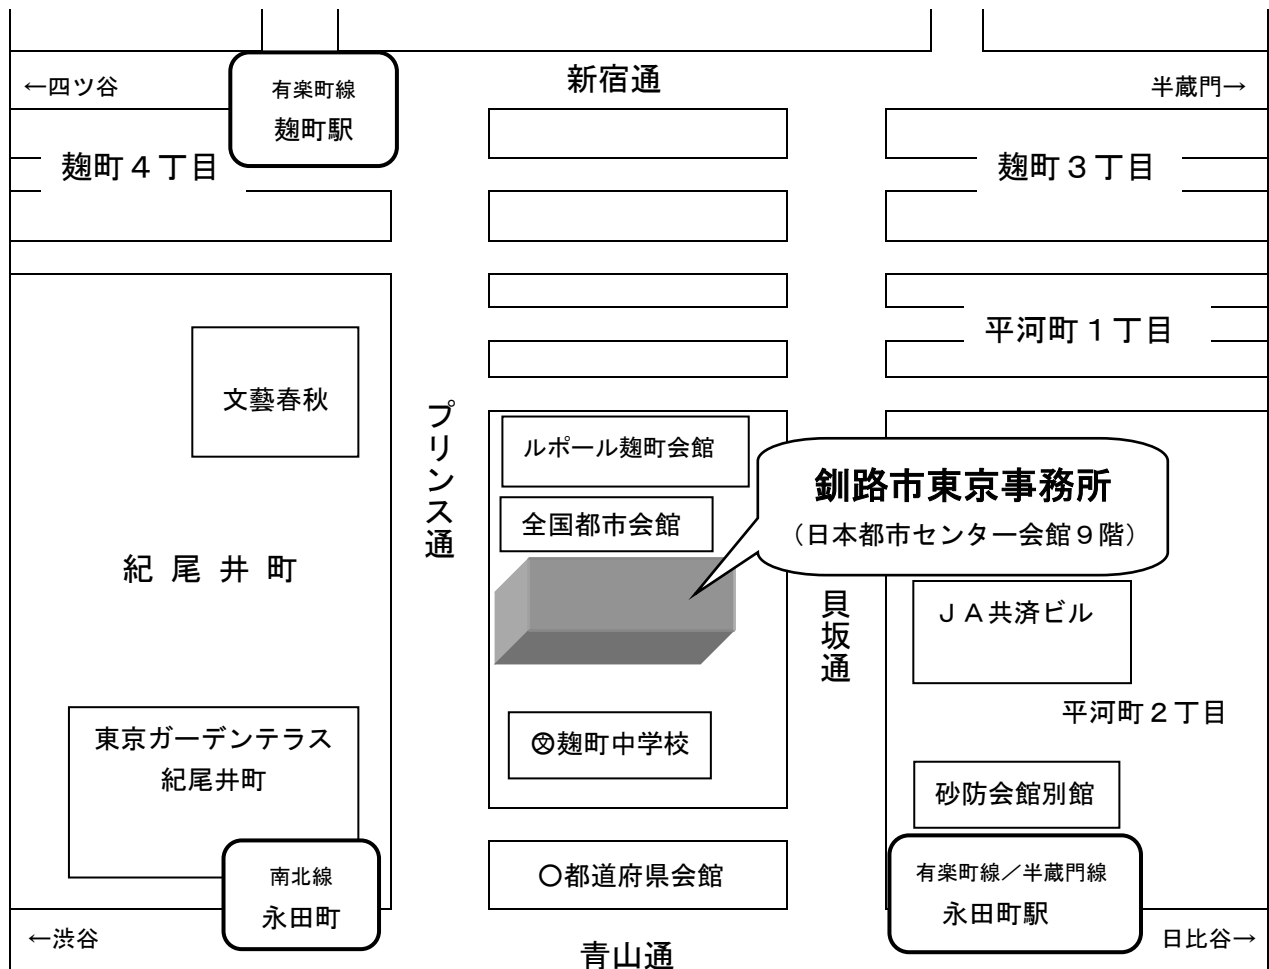 新宿通
←四ツ谷
有楽町線
麹町駅
半蔵門→
麹町４丁目
麹町３丁目
平河町１丁目
文藝春秋
プリンス通
ルポール麹町会館
釧路市東京事務所
（日本都市センター会館９階）
全国都市会館
紀尾井町
貝坂通
ＪＡ共済ビル
平河町２丁目
東京ガーデンテラス
紀尾井町
㊫麹町中学校
砂防会館別館
南北線
永田町
○都道府県会館
有楽町線／半蔵門線
永田町駅
←渋谷
青山通
日比谷→